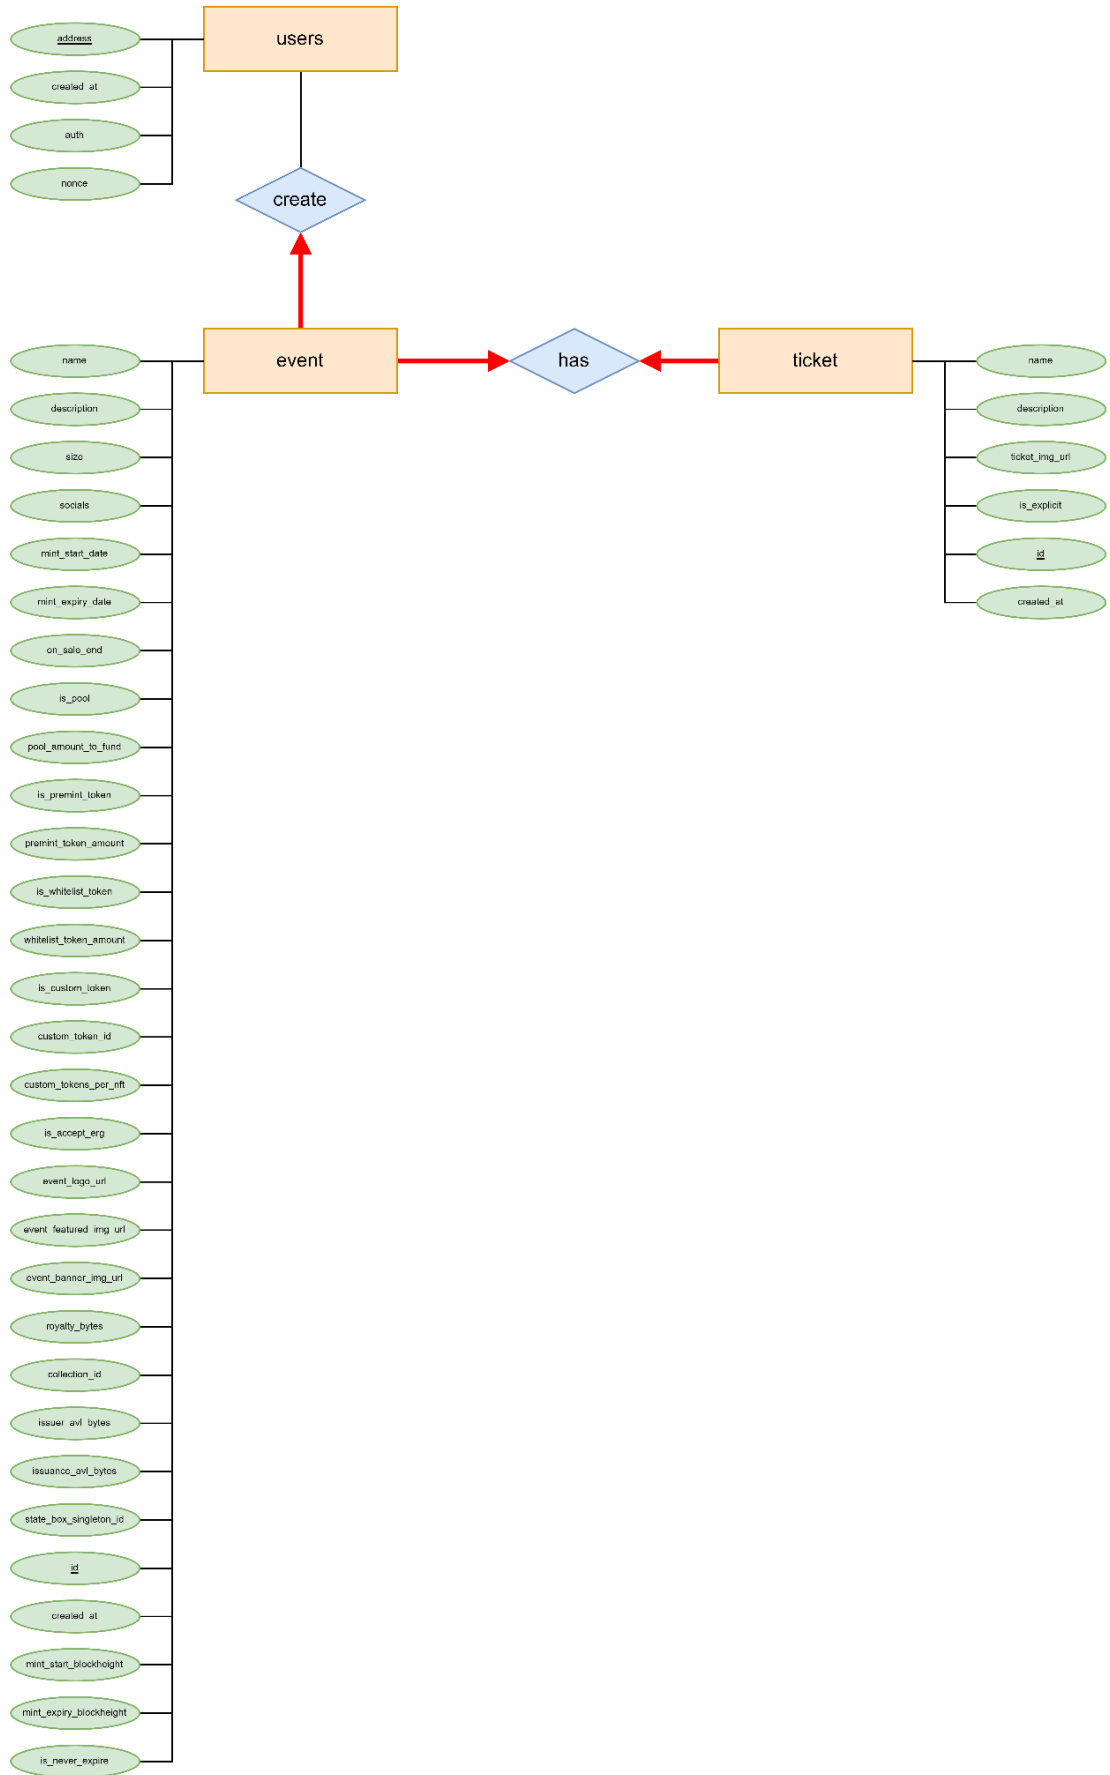 users
address
created_at
auth
nonce
create
event
has
ticket
name
description
size
socials
mint_start_date
mint_expiry_date
on_sale_end
is_pool
pool_amount_to_fund
is_premint_token
premint_token_amount
is_whitelist_token
whitelist_token_amount
is_custom_token
custom_token_id
custom_tokens_per_nft
is_accept_erg
event_logo_url
event_featured_img_url
event_banner_img_url
royalty_bytes
collection_id
issuer_avl_bytes
issuance_avl_bytes
state_box_singleton_id
id
created_at
mint_start_blockheight
mint_expiry_blockheight
is_never_expire
name
description
ticket_img_url
is_explicit
id
created_at